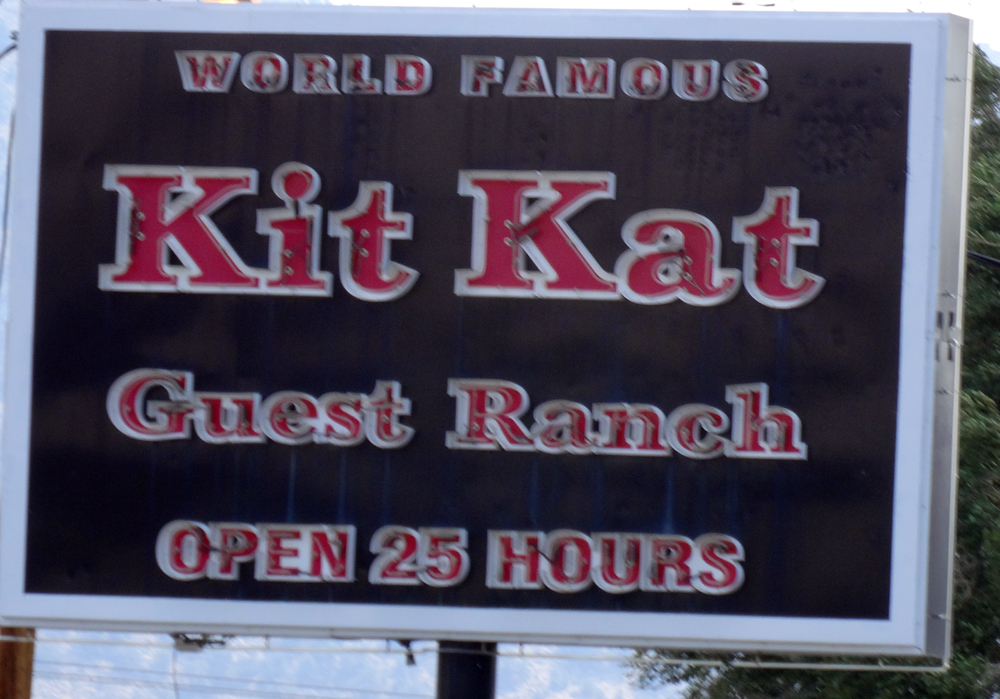 WORLD FAMOUS
Kit Kat
Guest Ranch
OPEN 25 HOURS